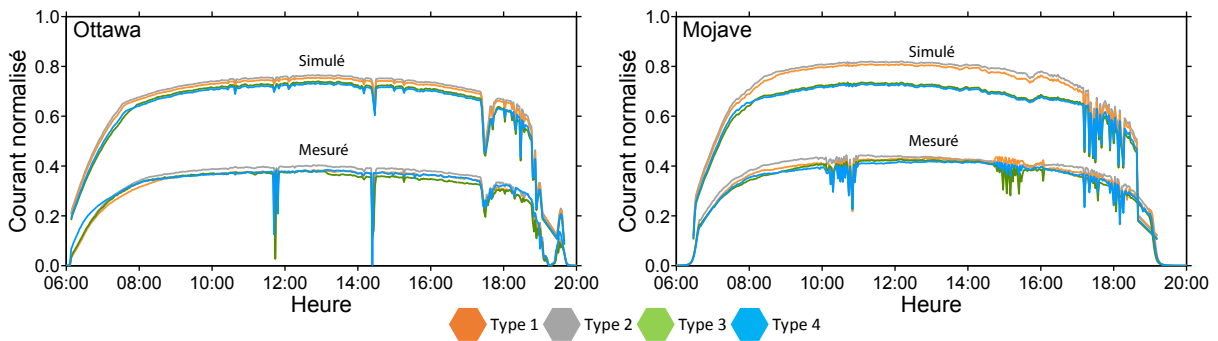 Ottawa
Simulé
Mesuré
Courant normalisé
1.0
0.8
0.6
0.4
0.2
0.0
06:00 08:00 10:00 12:00 14:00 16:00 18:00 20:00
Heure
Mojave
Simulé
Mesuré
Courant normalisé
1.0
0.8
0.6
0.4
0.2
0.0
06:00 08:00 10:00 12:00 14:00 16:00 18:00 20:00
Heure
Type 1 Type 2 Type 3 Type 4